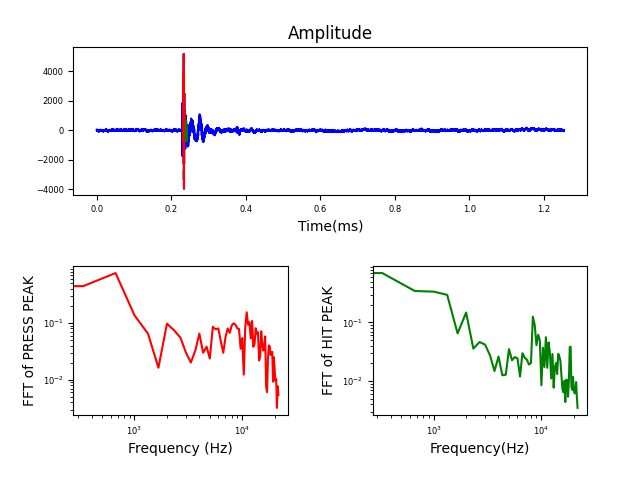 Amplitude
4000
2000
0
−2000
−4000
0.0 0.2 0.4 0.6 0.8 1.0 1.2
Time(ms)
FFT of PRESS PEAK
10⁻¹
10⁻²
10³ 10⁴
Frequency (Hz)
FFT of HIT PEAK
10⁻¹
10⁻²
10³ 10⁴
Frequency(Hz)